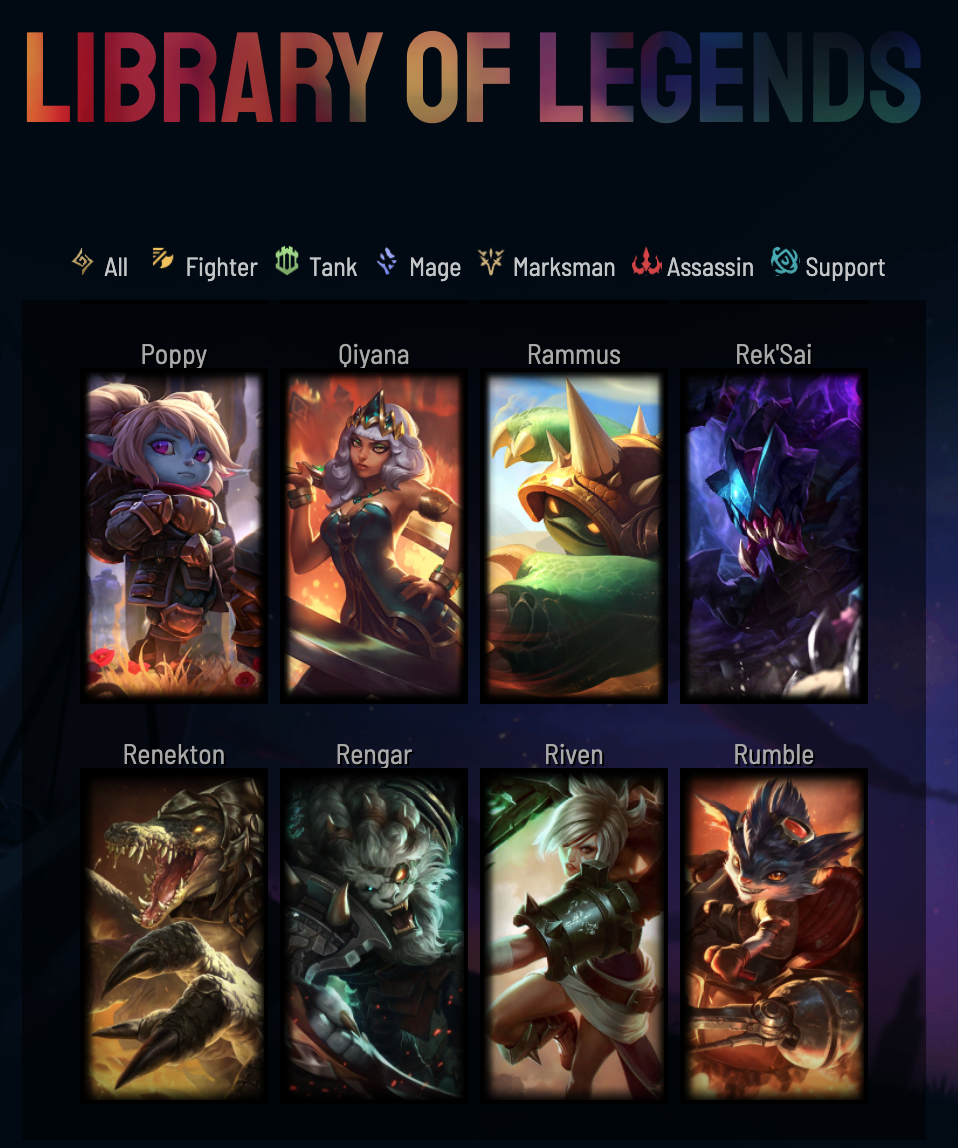 LIBRARY OF LEGENDS
All Fighter Tank Mage Marksman Assassin Support
Poppy Qiyana Rammus Rek'Sai
Renekton Rengar Riven Rumble